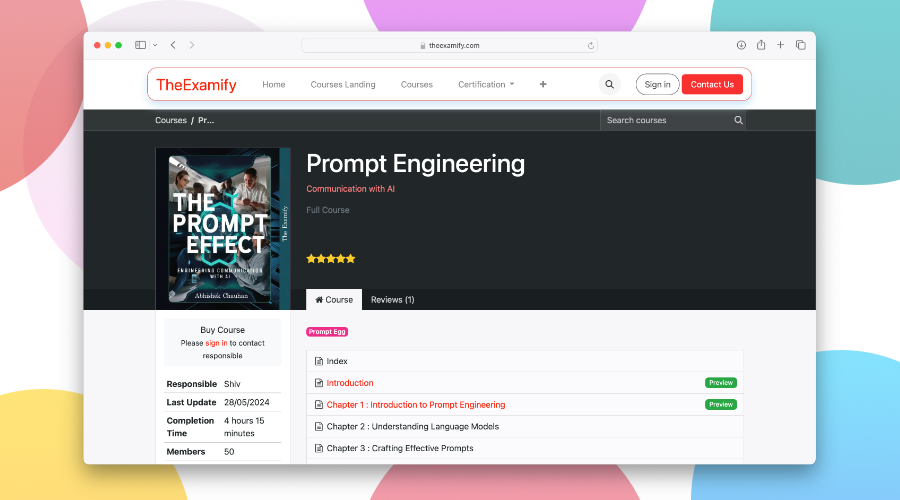 theexamify.com
TheExamify
Home
Courses Landing
Courses
Certification
Sign in
Contact Us
Courses / Pr...
Search courses
THE
PROMPT
EFFECT
ENGINEERING COMMUNICATION
WITH AI
Abhishek Chauhan
The Examify
Prompt Engineering
Communication with AI
Full Course
Course
Reviews (1)
Buy Course
Please sign in to contact
responsible
Responsible Shiv
Last Update 28/05/2024
Completion 4 hours 15
Time minutes
Members 50
Prompt Egg
Index
Introduction Preview
Chapter 1 : Introduction to Prompt Engineering Preview
Chapter 2 : Understanding Language Models
Chapter 3 : Crafting Effective Prompts